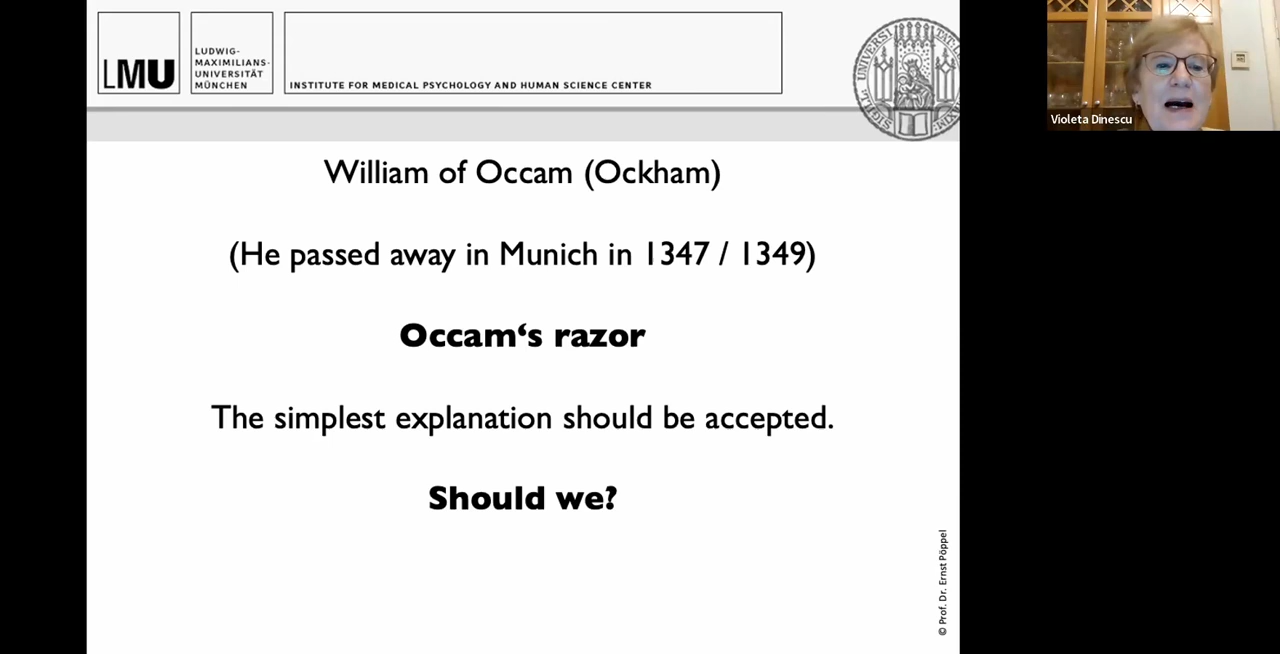 LMU
LUDWIG-
MAXIMILIANS-
UNIVERSITÄT
MÜNCHEN
INSTITUTE FOR MEDICAL PSYCHOLOGY AND HUMAN SCIENCE CENTER
Violeta Dinescu
William of Occam (Ockham)
(He passed away in Munich in 1347 / 1349)
Occam‘s razor
The simplest explanation should be accepted.
Should we?
© Prof. Dr. Ernst Pöppel